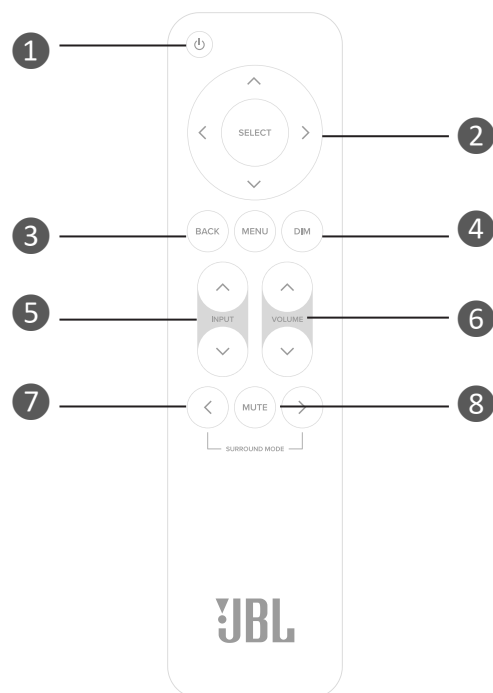 1
SELECT
2
BACK MENU DIM
3
4
5
INPUT VOLUME
6
7
MUTE
8
SURROUND MODE
JBL